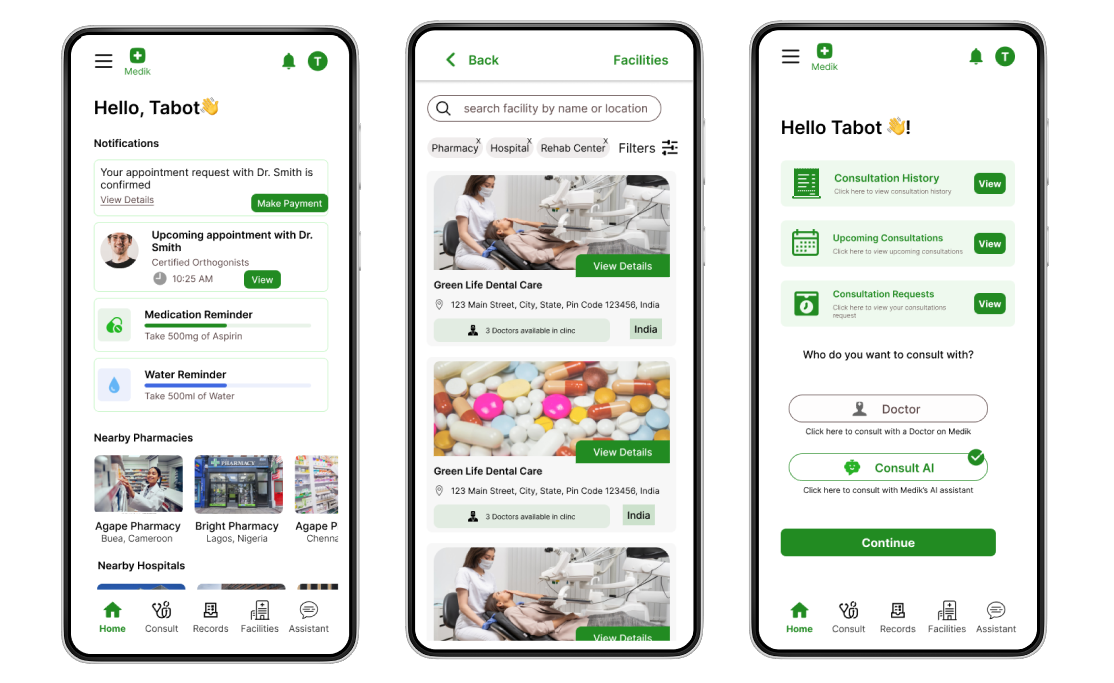 Medik
T
Hello, Tabot👋
Notifications
Your appointment request with Dr. Smith is
confirmed
View Details
Make Payment
Upcoming appointment with Dr.
Smith
Certified Orthogonists
10:25 AM
View
Medication Reminder
Take 500mg of Aspirin
Water Reminder
Take 500ml of Water
Nearby Pharmacies
PHARMACY
Agape Pharmacy
Buea, Cameroon
Bright Pharmacy
Lagos, Nigeria
Agape P
Chenna
Nearby Hospitals
Home
Consult
Records
Facilities
Assistant
Back
Facilities
search facility by name or location
Pharmacy X
Hospital X
Rehab Center X
Filters
View Details
Green Life Dental Care
123 Main Street, City, State, Pin Code 123456, India
3 Doctors available in clinc
India
View Details
Green Life Dental Care
123 Main Street, City, State, Pin Code 123456, India
3 Doctors available in clinc
India
View Details
Medik
T
Hello Tabot 👋!
Consultation History
Click here to view consultation history
View
Upcoming Consultations
Click here to view upcoming consultations
View
Consultation Requests
Click here to view your consultations
request
View
Who do you want to consult with?
Doctor
Click here to consult with a Doctor on Medik
Consult AI
Click here to consult with Medik's AI assistant
Continue
Home
Consult
Records
Facilities
Assistant